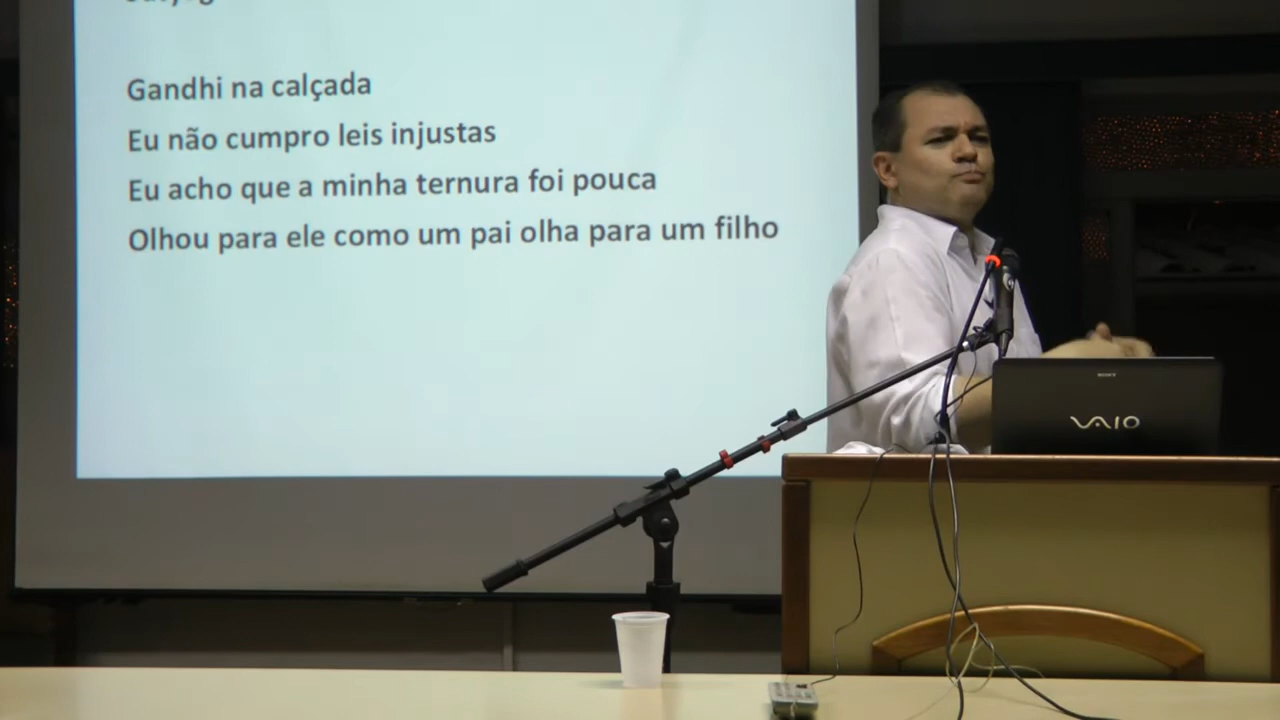 Gandhi na calçada
Eu não cumpro leis injustas
Eu acho que a minha ternura foi pouca
Olhou para ele como um pai olha para um filho
SONY
VAIO